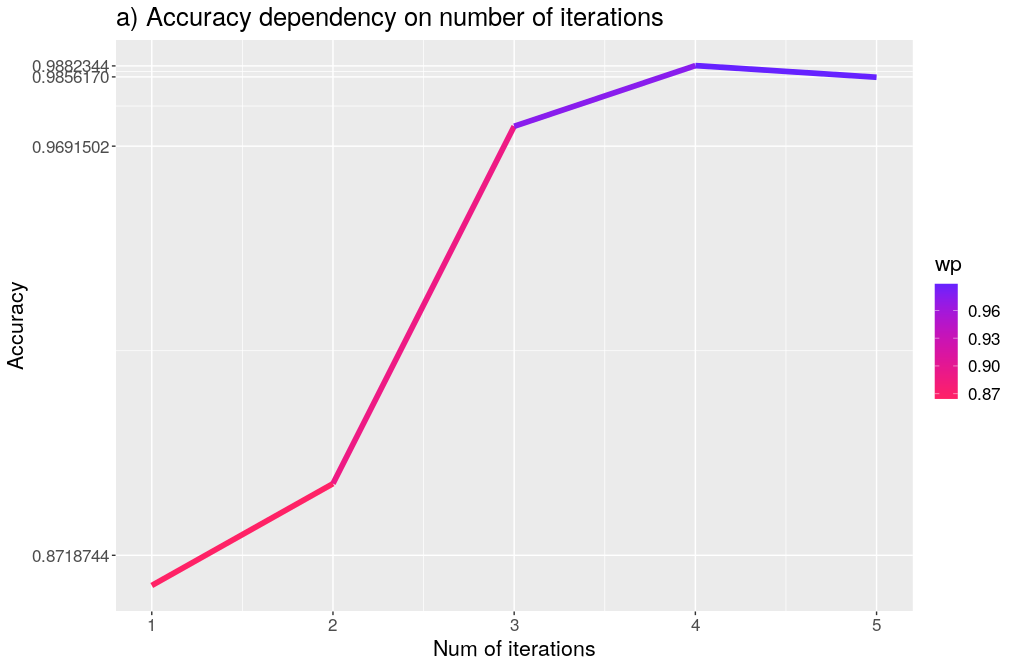 a) Accuracy dependency on number of iterations
0.9882344
0.9856170
0.9691502
0.8718744
Accuracy
1 2 3 4 5
Num of iterations
wp
0.96
0.93
0.90
0.87